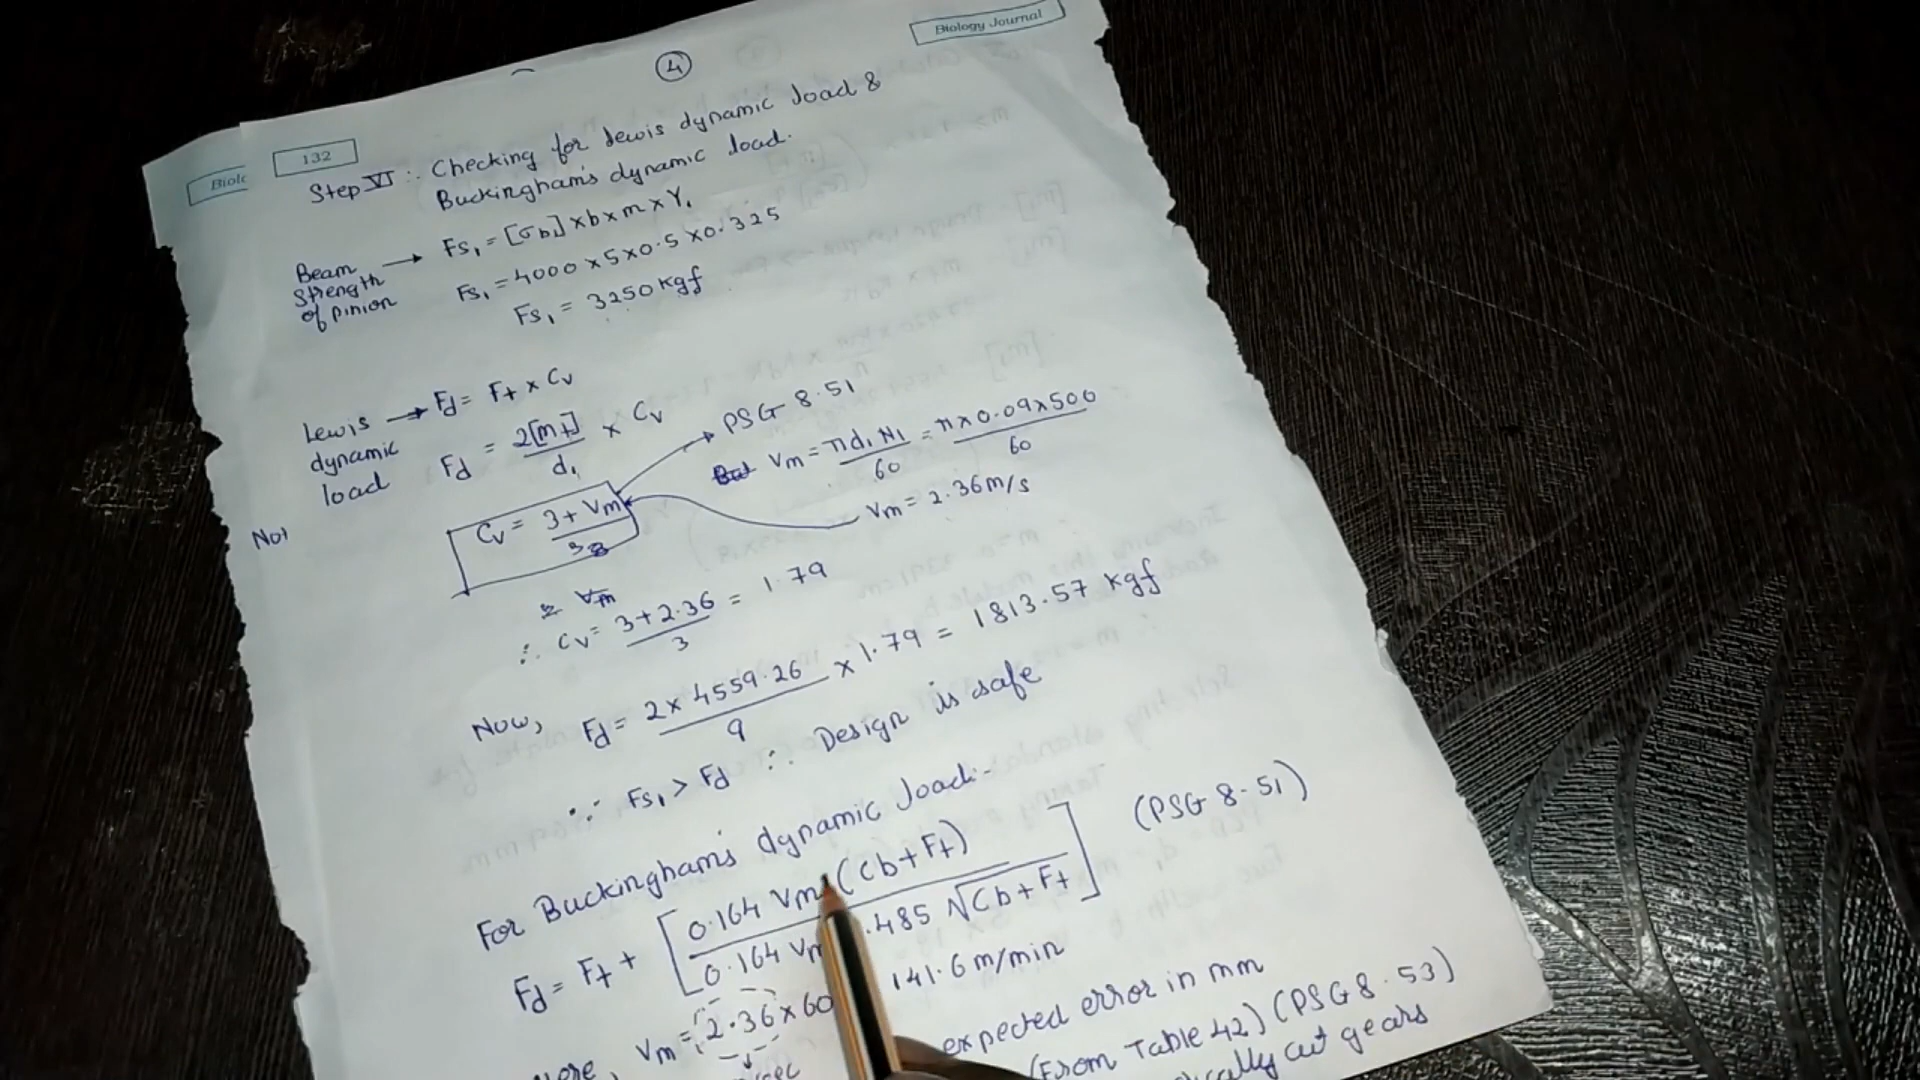 Biology Journal
4
Biolc
132
Step VI :. Checking for Lewis dynamic load &
Buckingham's dynamic load.
Beam
Strength
of pinion
→ Fs₁ = [σb₁] × b × m × Y₁
Fs₁ = 4000 × 5 × 0.5 × 0.325
Fs₁ = 3250 kgf
Lewis
dynamic
load
→ Fd = Ft × Cv
Fd = 2[mt] / d₁ × Cv
→ PSG 8.51
Vm = πd₁N₁ / 60 = π × 0.09 × 500 / 60
Vm = 2.36 m/s
Not
Cv = 3 + Vm / 3
∴ Cv = 3 + 2.36 / 3 = 1.79
Now, Fd = 2 × 4559.26 / 9 × 1.79 = 1813.57 kgf
∵ Fs₁ > Fd ∴ Design is safe
For Buckingham's dynamic load:-
Fd = Ft + [0.164 Vm (Cb + Ft) / 0.164 Vm .485 √Cb + Ft] (PSG 8.51)
Vm = 2.36 × 60 141.6 m/min
expected error in mm
(From Table 42) (PSG 8.53)
cut gears